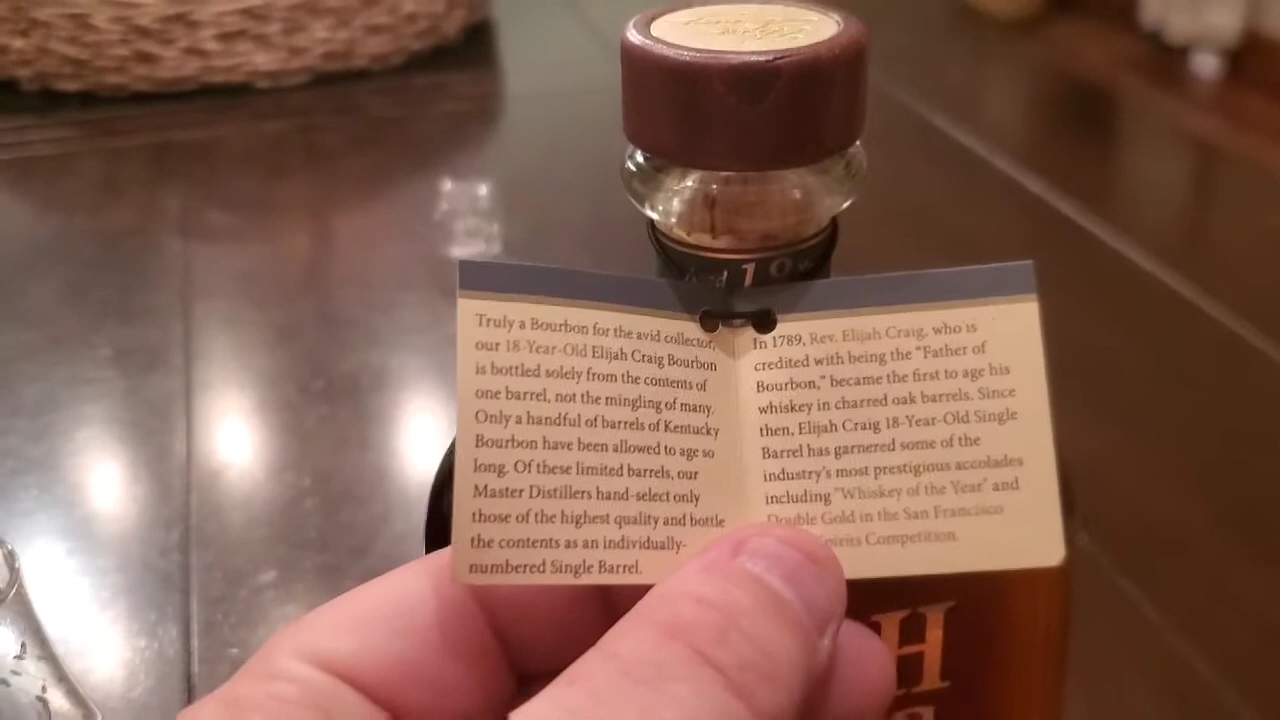 Aged 1
Truly a Bourbon for the avid collector,
our 18-Year-Old Elijah Craig Bourbon
is bottled solely from the contents of
one barrel, not the mingling of many.
Only a handful of barrels of Kentucky
Bourbon have been allowed to age so
long. Of these limited barrels, our
Master Distillers hand-select only
those of the highest quality and bottle
the contents as an individually-
numbered Single Barrel.
In 1789, Rev. Elijah Craig, who is
credited with being the “Father of
Bourbon,” became the first to age his
whiskey in charred oak barrels. Since
then, Elijah Craig 18-Year-Old Single
Barrel has garnered some of the
industry's most prestigious accolades
including "Whiskey of the Year" and
Double Gold in the San Francisco
Spirits Competition.
H